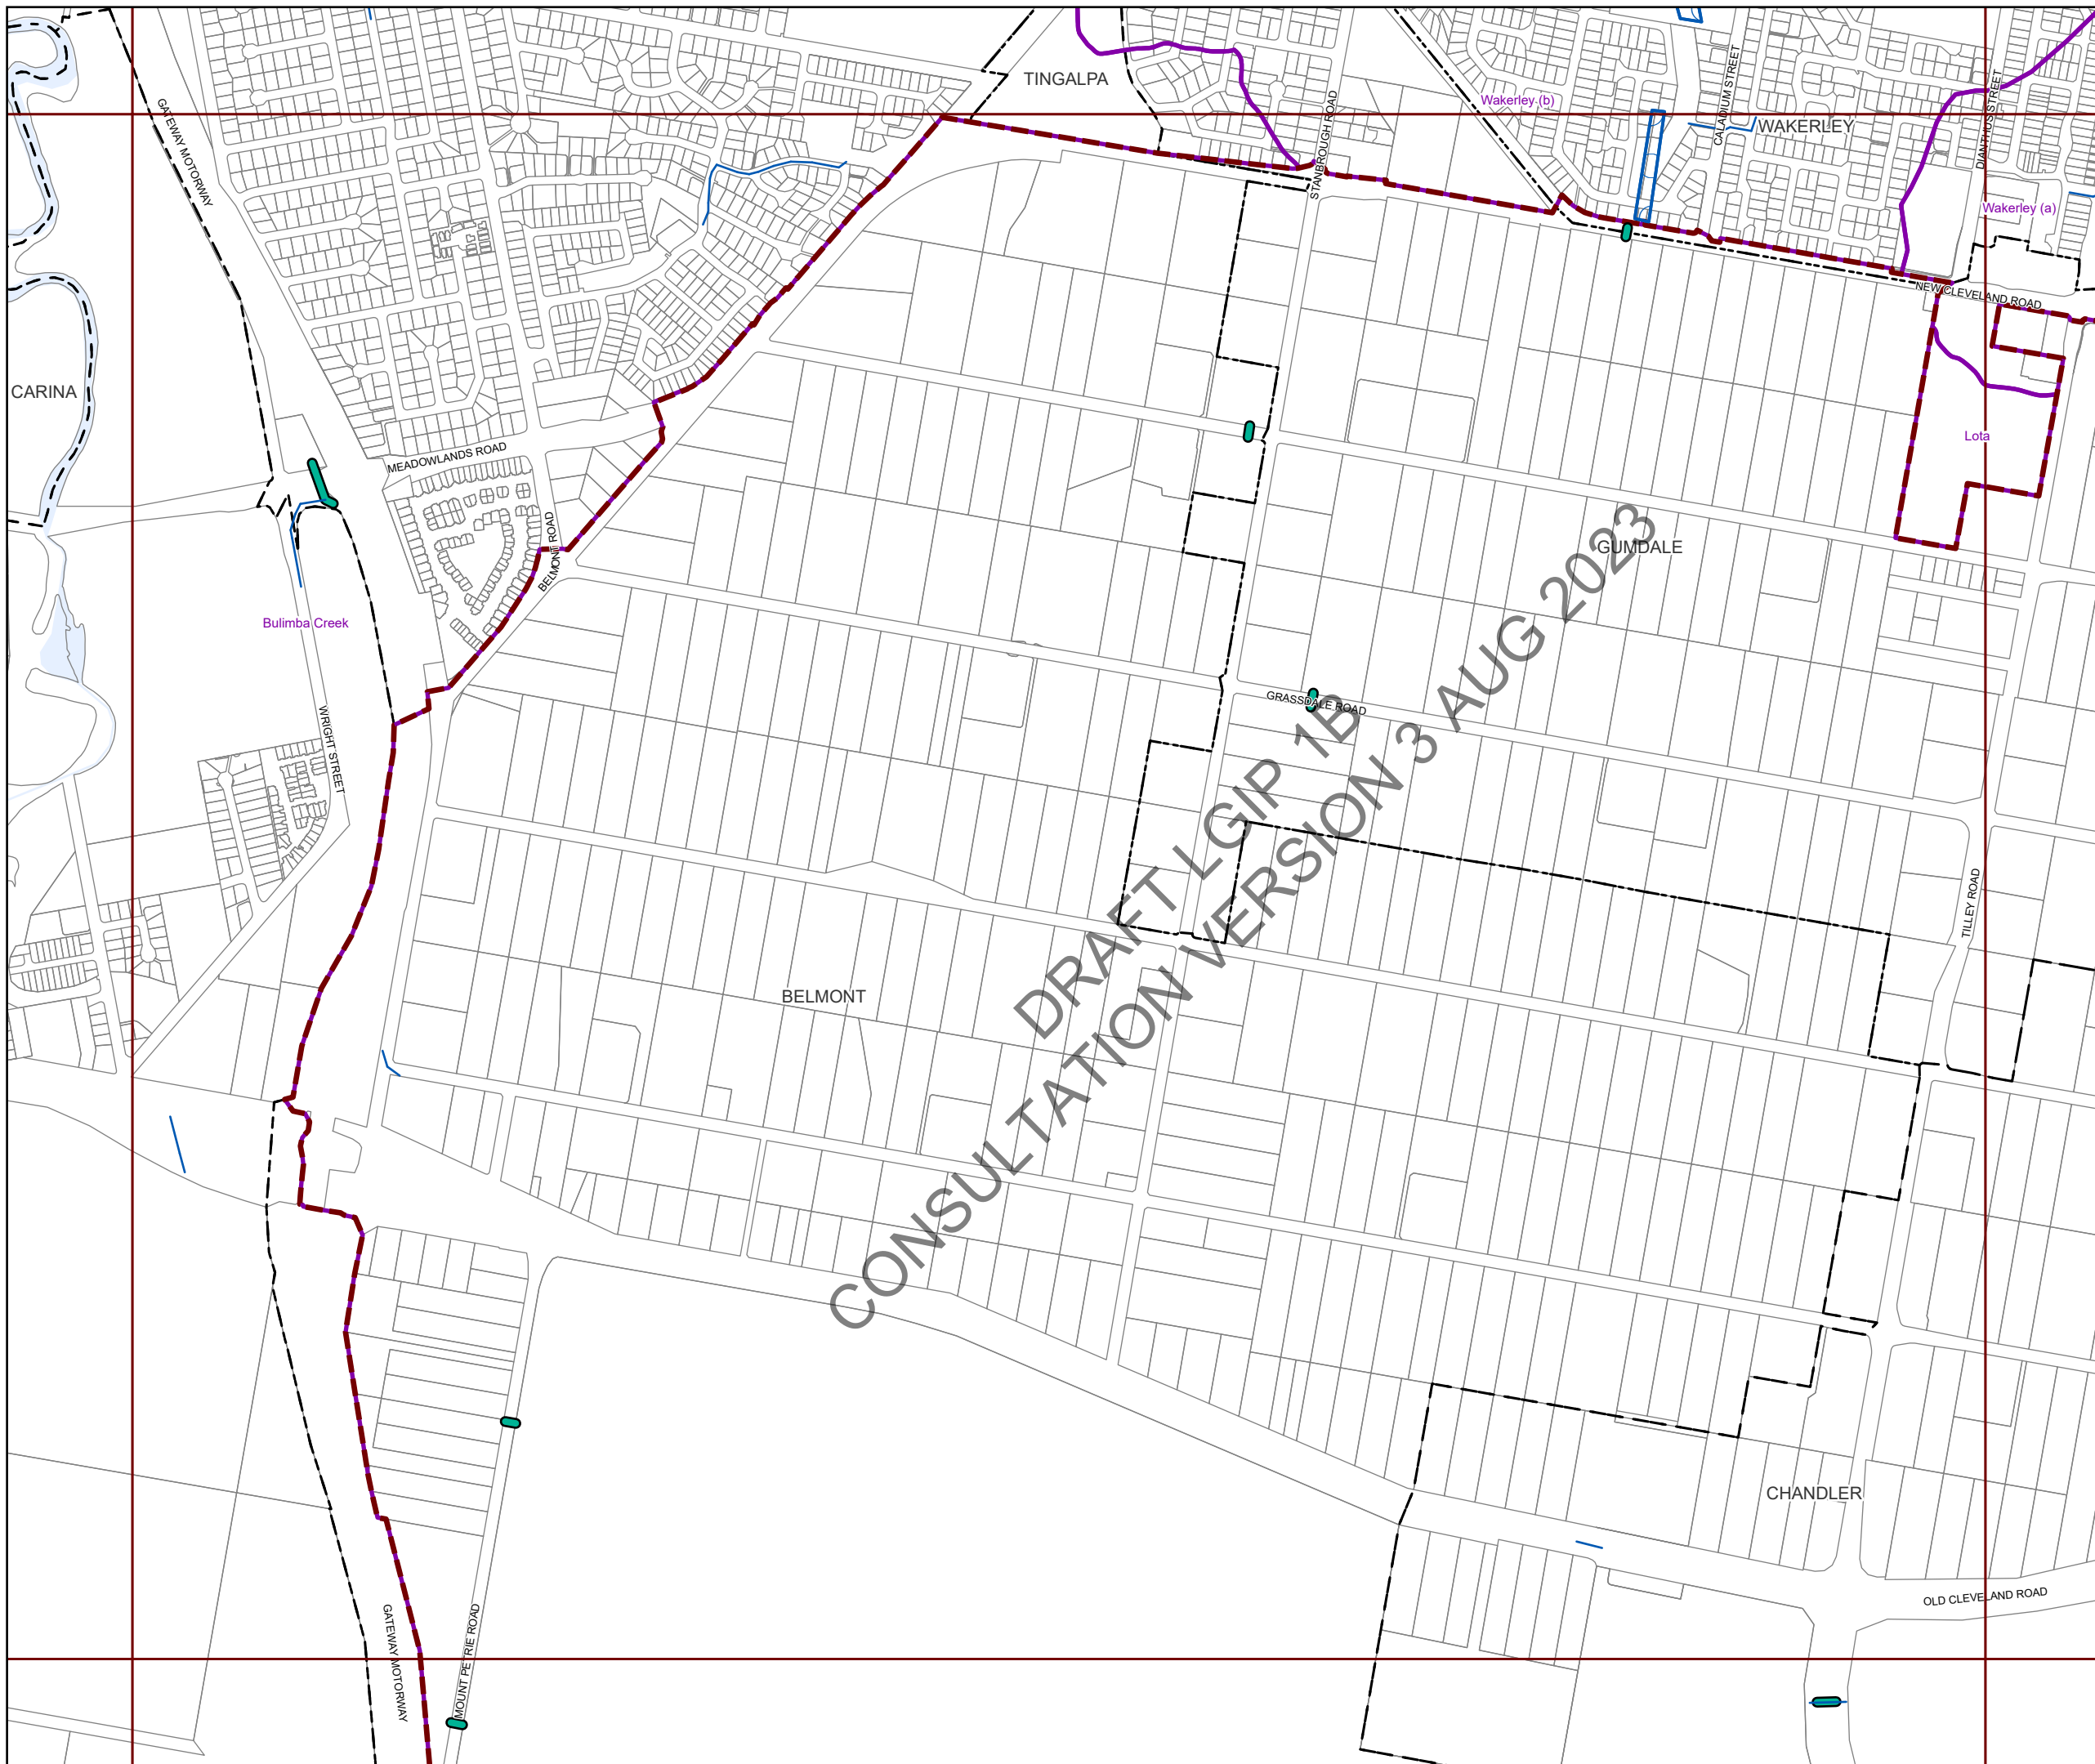 TINGALPA
Wakerley (b)
CALADIUM STREET
WAKERLEY
DIANTHUS STREET
GATEWAY MOTORWAY
STANBROUGH ROAD
Wakerley (a)
NEW CLEVELAND ROAD
CARINA
Lota
MEADOWLANDS ROAD
BELMONT ROAD
GUMDALE
Bulimba Creek
GRASSDALE ROAD
WRIGHT STREET
TILLEY ROAD
BELMONT
DRAFT LGIP 1B
CONSULTATION VERSION 3 AUG 2023
CHANDLER
OLD CLEVELAND ROAD
GATEWAY MOTORWAY
MOUNT PETRIE ROAD